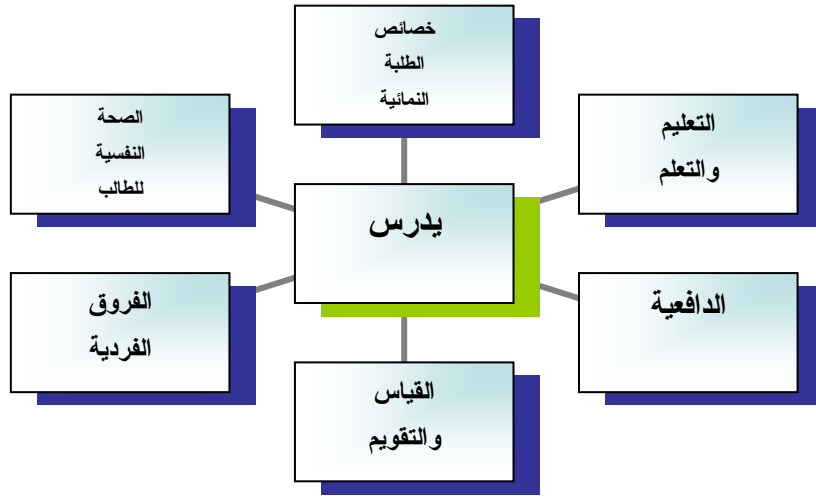 خصائص
الطلبة
النمائية
التعليم
والتعلم
الصحة
النفسية
للطالب
يدرس
الدافعية
الفروق
الفردية
القياس
والتقويم